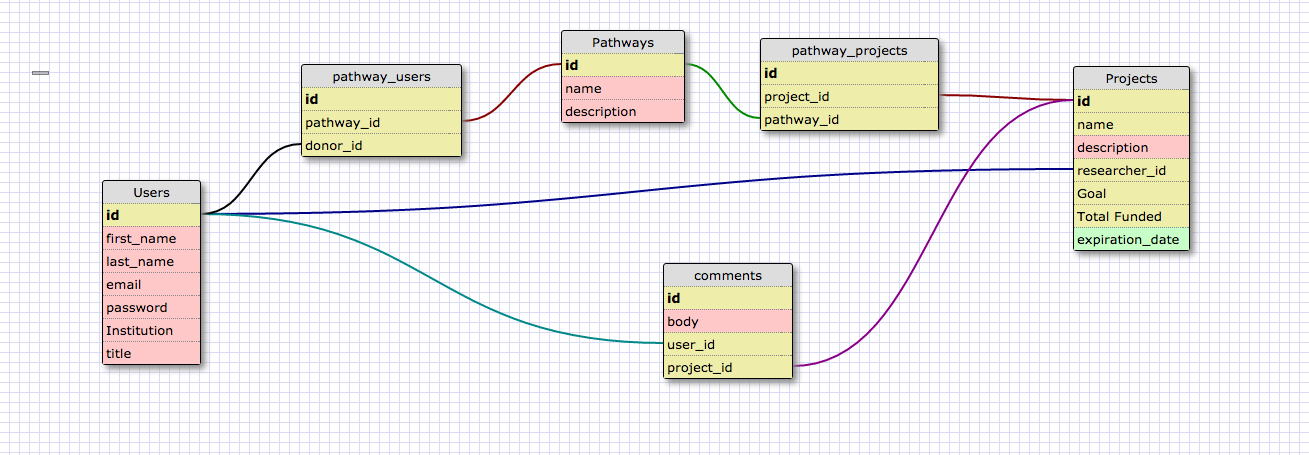 Users
id
first_name
last_name
email
password
Institution
title
pathway_users
id
pathway_id
donor_id
Pathways
id
name
description
pathway_projects
id
project_id
pathway_id
Projects
id
name
description
researcher_id
Goal
Total Funded
expiration_date
comments
id
body
user_id
project_id